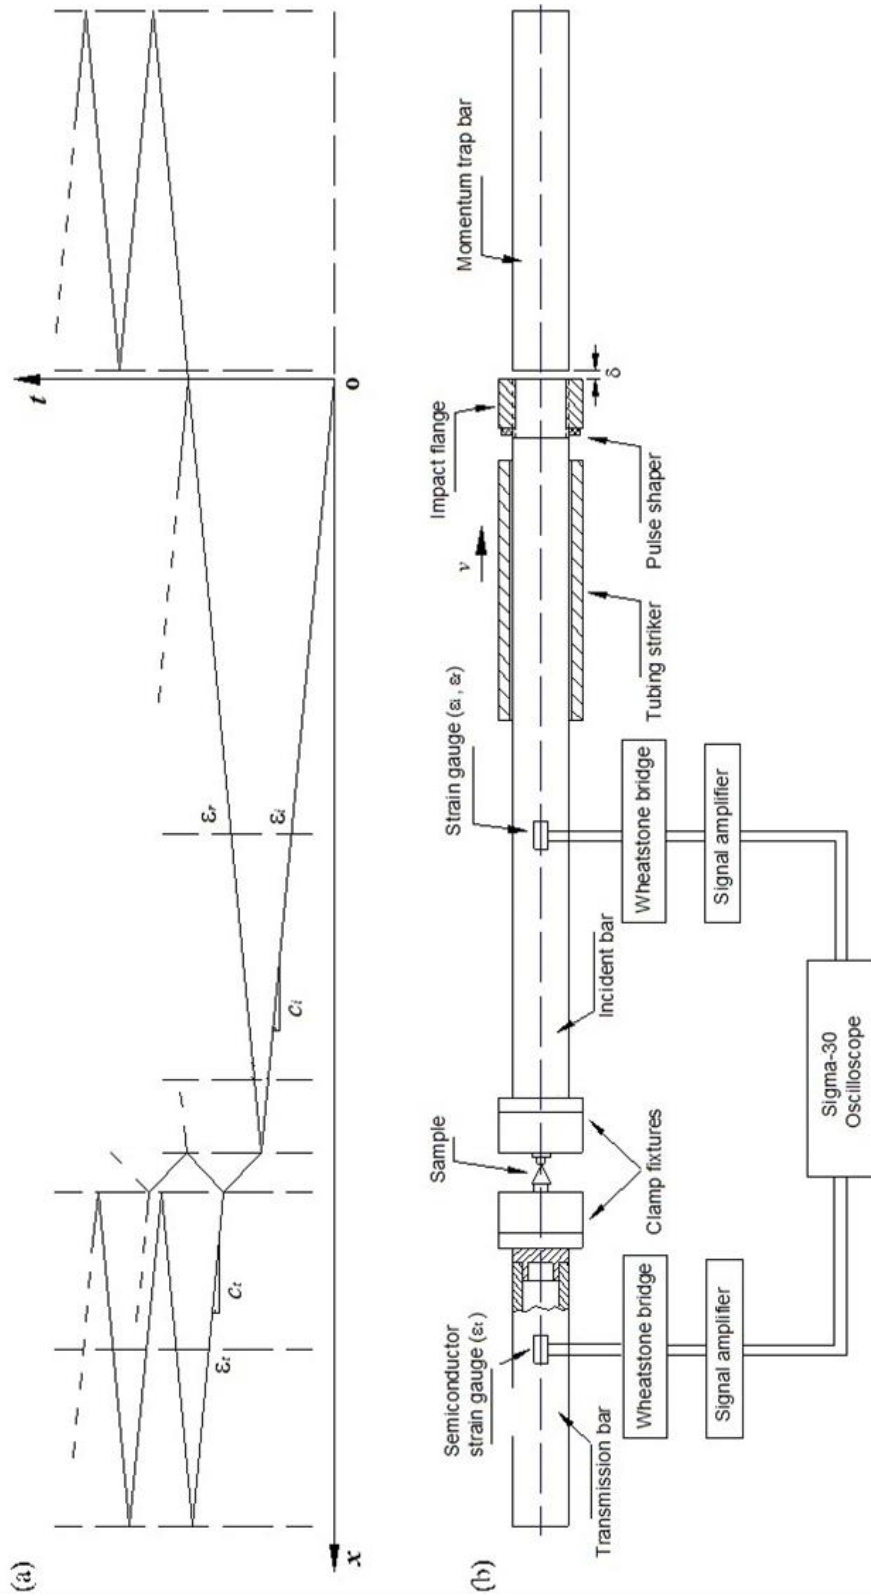 (a)
t
x
o
εr
εi
ci
εt
ct
(b)
Momentum trap bar
δ
Impact flange
Pulse shaper
v
Tubing striker
Strain gauge (εi , εr)
Wheatstone bridge
Signal amplifier
Incident bar
Sigma-30
Oscilloscope
Sample
Clamp fixtures
Semiconductor
strain gauge (εt)
Wheatstone bridge
Signal amplifier
Transmission bar